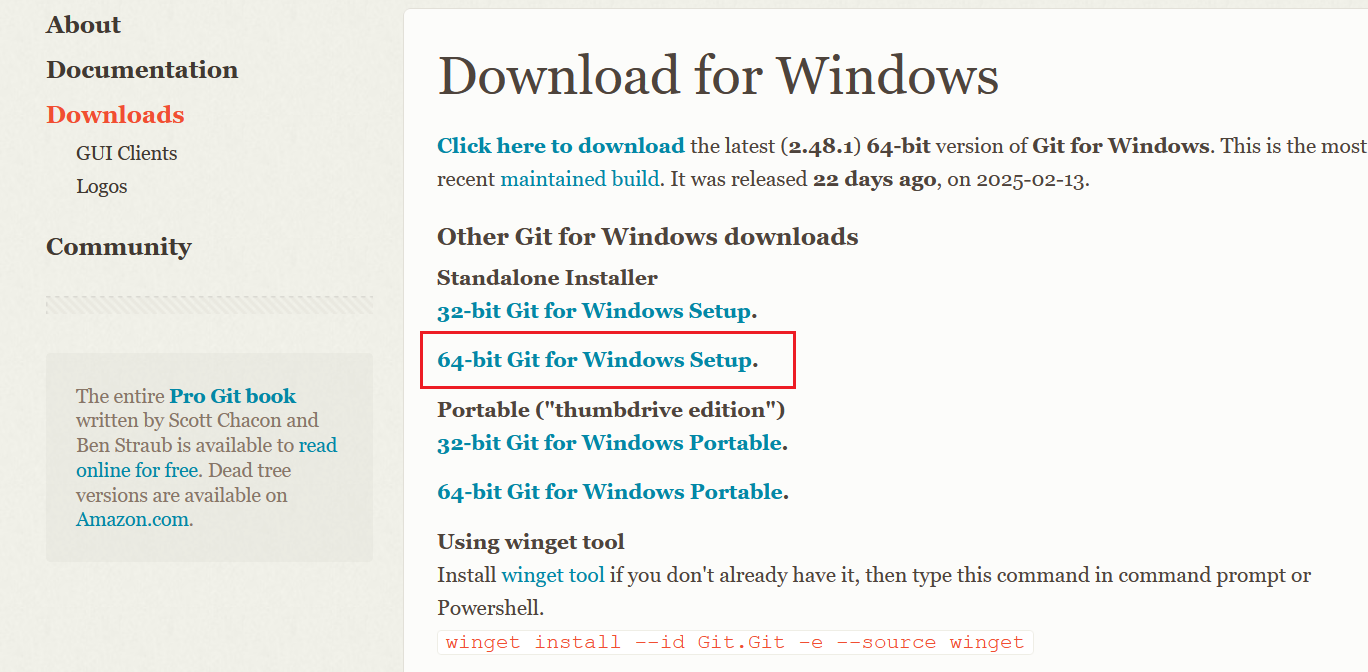 About
Documentation
Downloads
GUI Clients
Logos
Community
The entire Pro Git book
written by Scott Chacon and
Ben Straub is available to read
online for free. Dead tree
versions are available on
Amazon.com.
Download for Windows
Click here to download the latest (2.48.1) 64-bit version of Git for Windows. This is the most
recent maintained build. It was released 22 days ago, on 2025-02-13.
Other Git for Windows downloads
Standalone Installer
32-bit Git for Windows Setup.
64-bit Git for Windows Setup.
Portable ("thumbdrive edition")
32-bit Git for Windows Portable.
64-bit Git for Windows Portable.
Using winget tool
Install winget tool if you don't already have it, then type this command in command prompt or
Powershell.
winget install --id Git.Git -e --source winget